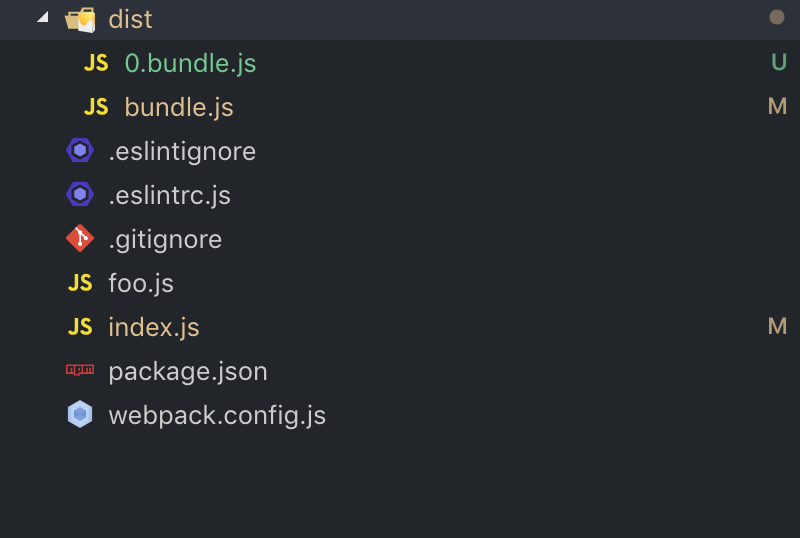 dist
JS 0.bundle.js U
JS bundle.js M
.eslintignore
.eslintrc.js
.gitignore
JS foo.js
JS index.js M
package.json
webpack.config.js